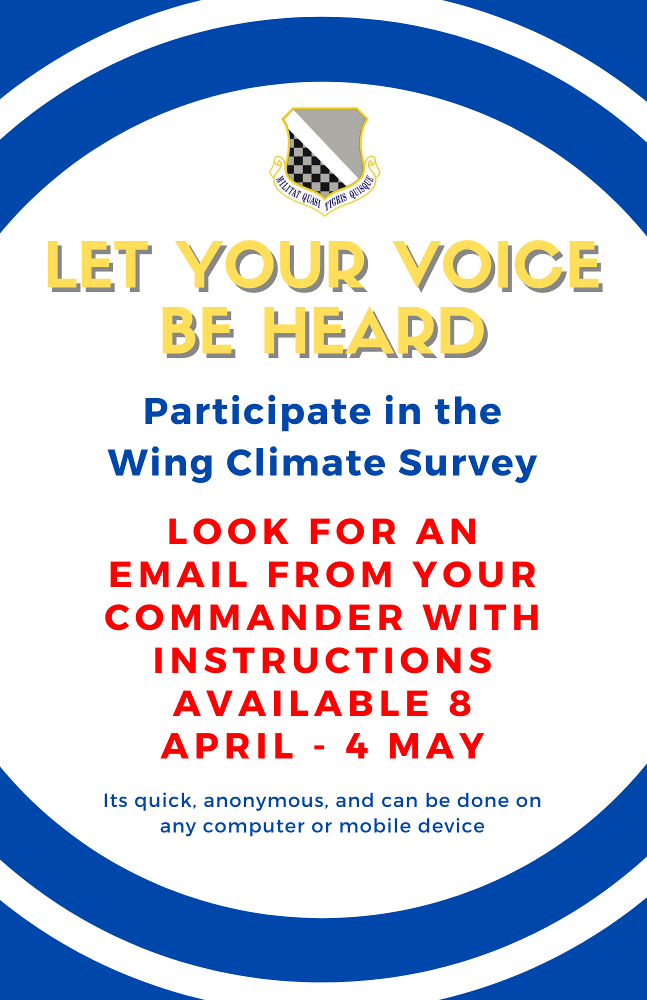 MILITAT QUASI TIGRIS QUISQUE
LET YOUR VOICE
BE HEARD
Participate in the
Wing Climate Survey
LOOK FOR AN
EMAIL FROM YOUR
COMMANDER WITH
INSTRUCTIONS
AVAILABLE 8
APRIL - 4 MAY
Its quick, anonymous, and can be done on
any computer or mobile device